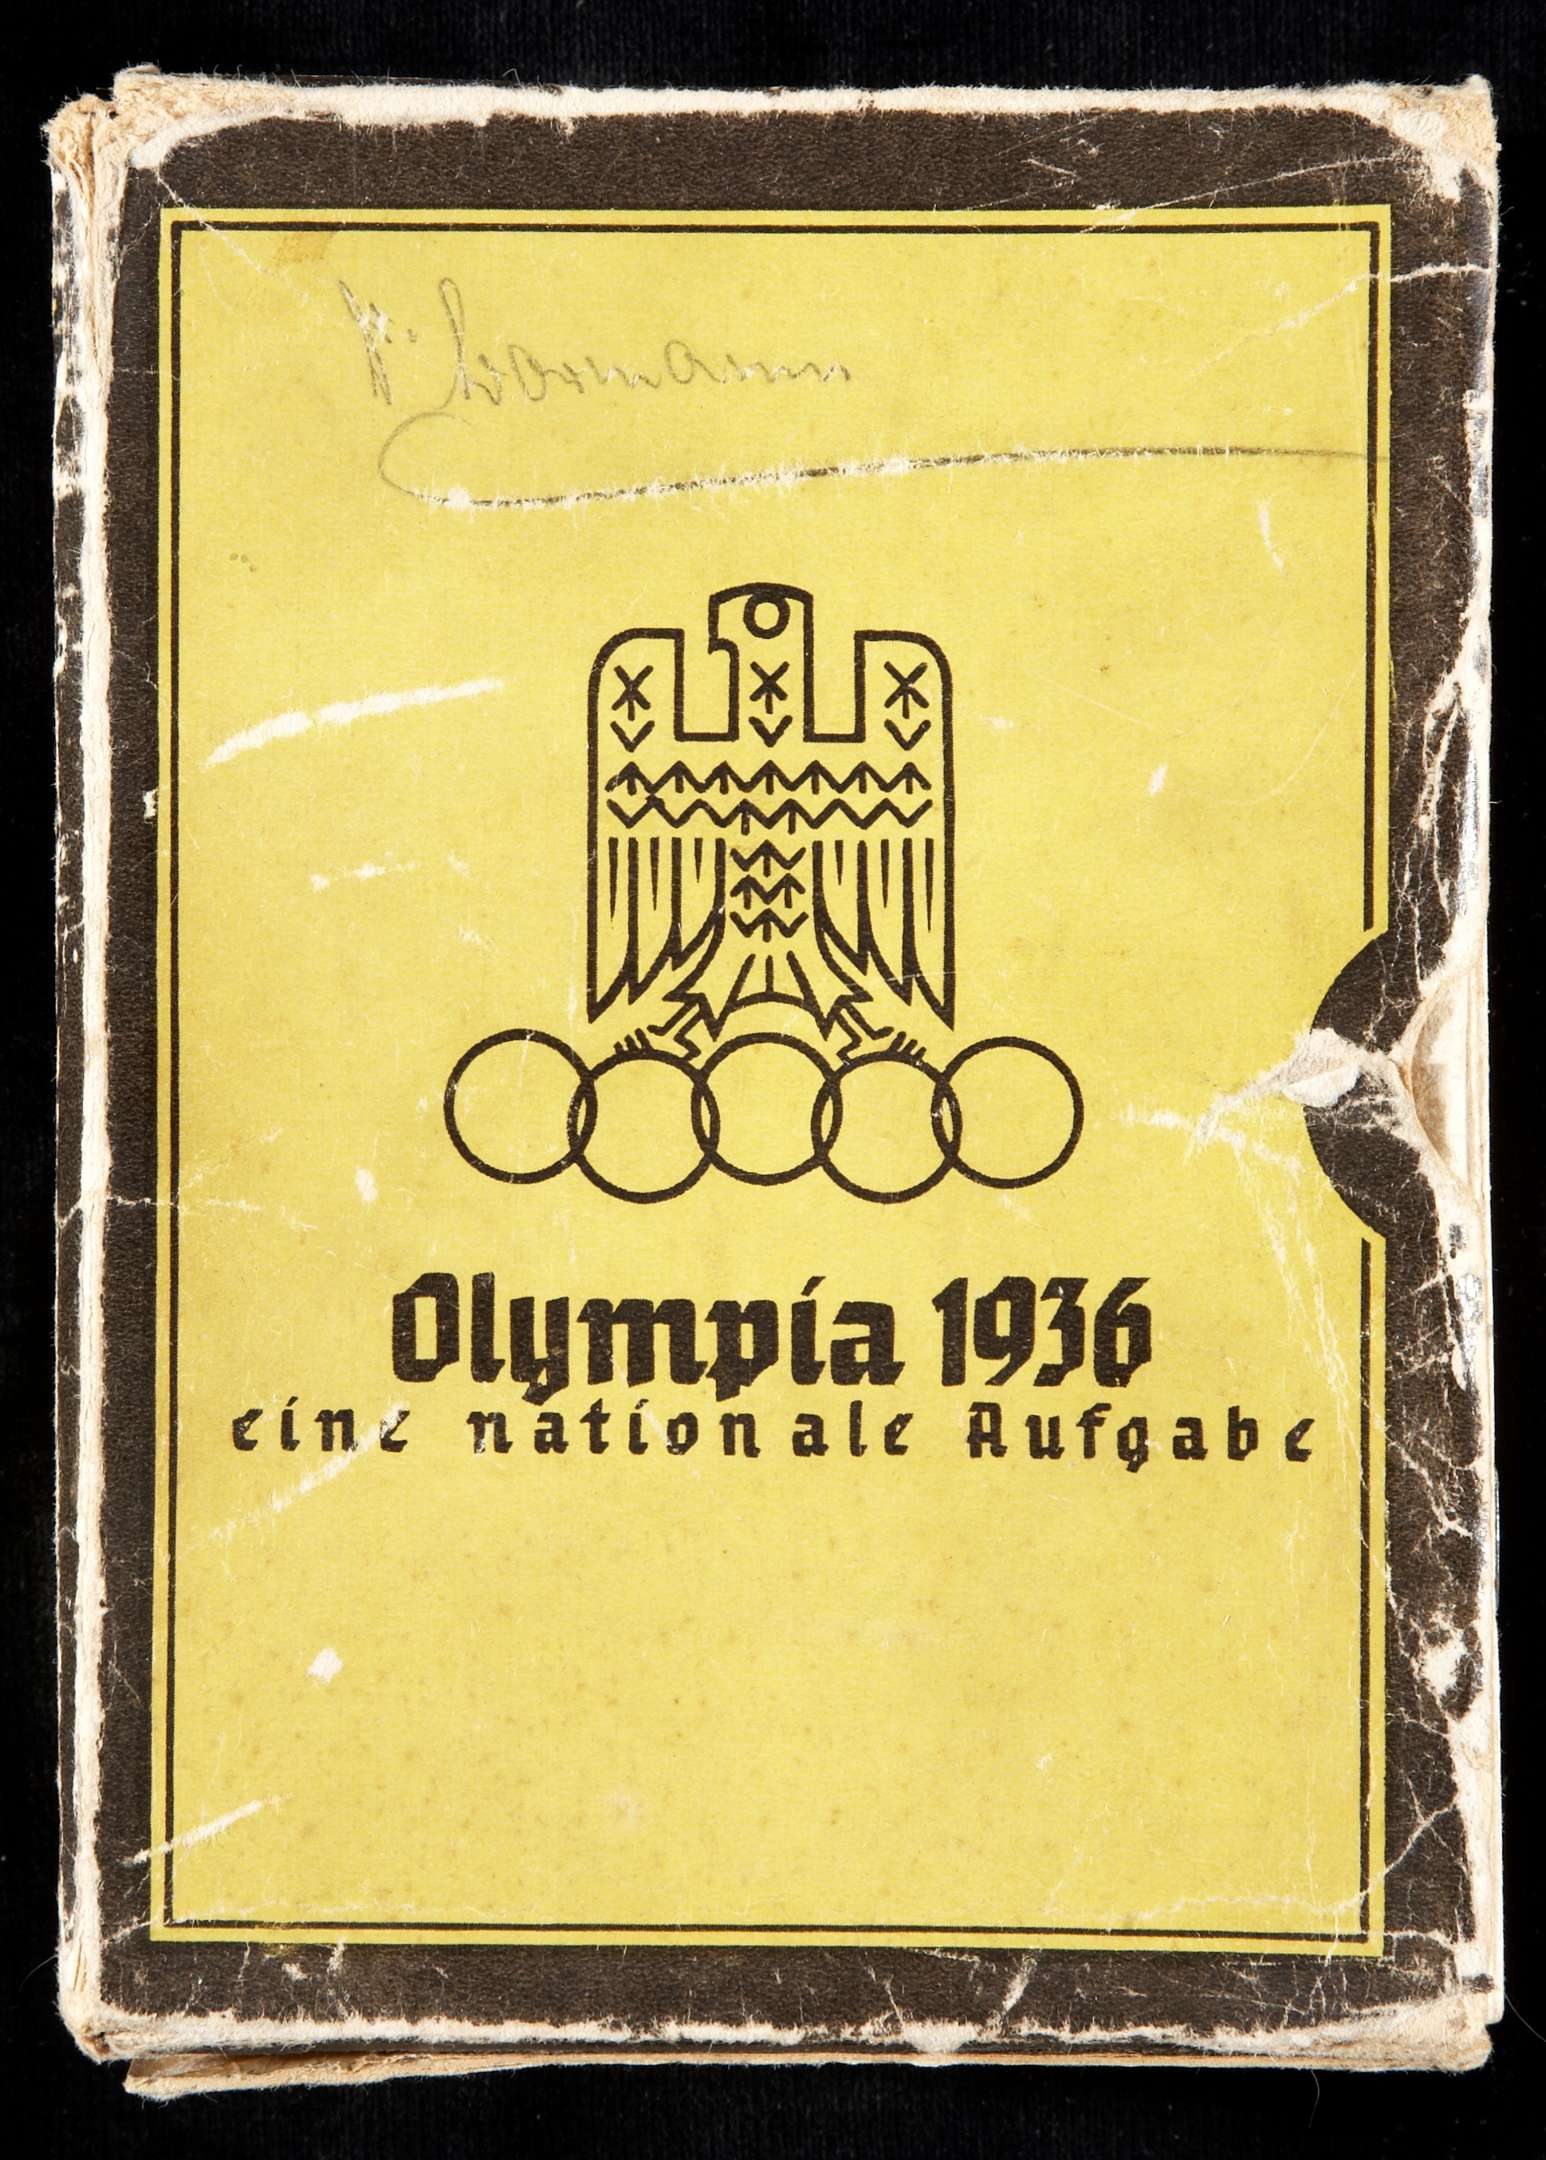 Olympia 1936
eine nationale Aufgabe